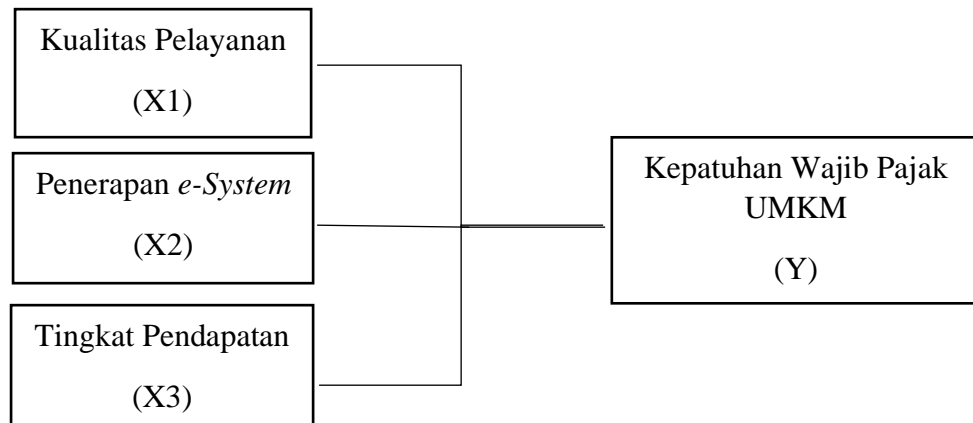 Kualitas Pelayanan
(X1)
Penerapan e-System
(X2)
Tingkat Pendapatan
(X3)
Kepatuhan Wajib Pajak
UMKM
(Y)